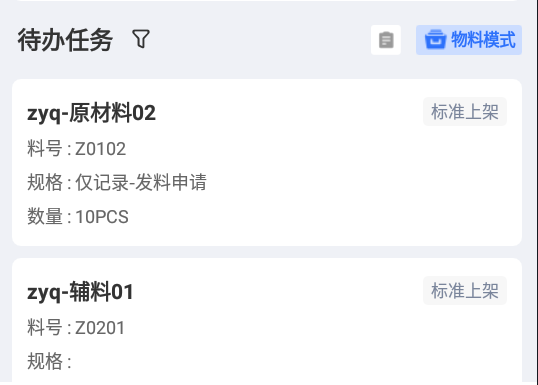 待办任务
物料模式
zyq-原材料02
标准上架
料号 : Z0102
规格 : 仅记录-发料申请
数量 : 10PCS
zyq-辅料01
标准上架
料号 : Z0201
规格 :